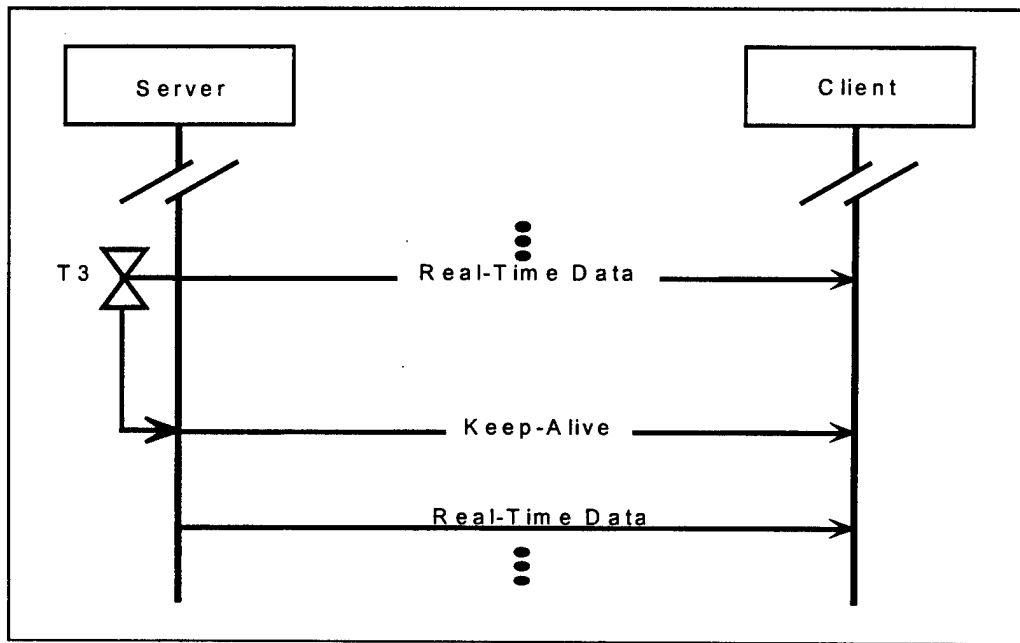 Server
Client
T3
Real-Time Data
Keep-Alive
Real-Time Data